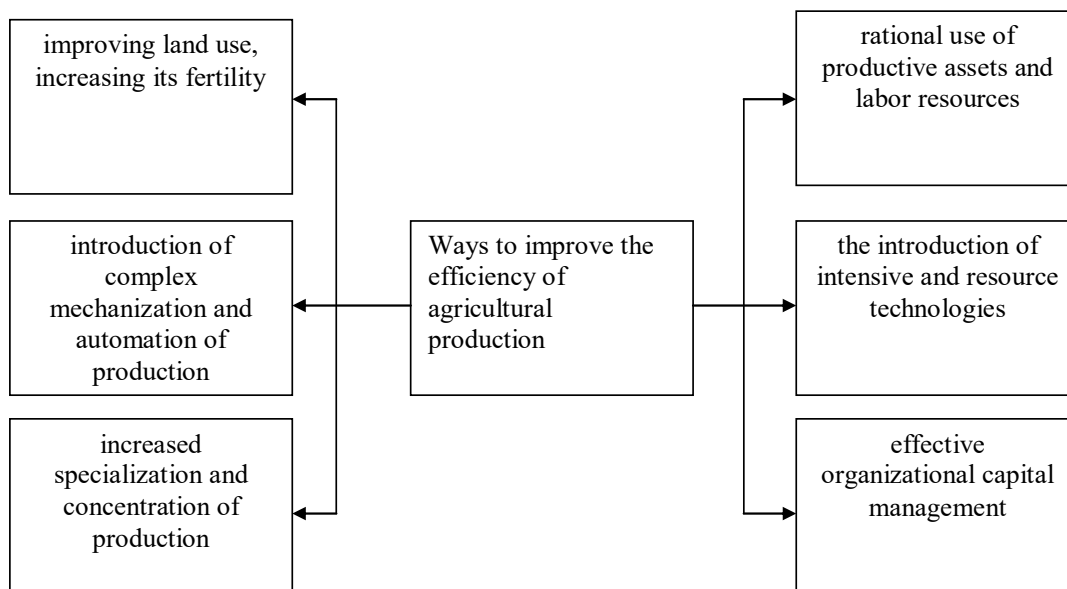 improving land use,
increasing its fertility
rational use of
productive assets and
labor resources
introduction of
complex
mechanization and
automation of
production
Ways to improve the
efficiency of
agricultural
production
the introduction of
intensive and resource
technologies
increased
specialization and
concentration of
production
effective
organizational capital
management